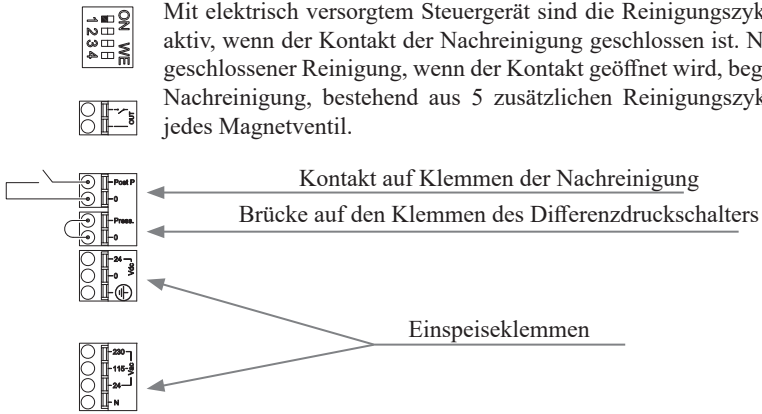 ON WE
1 2 3 4
Mit elektrisch versorgtem Steuergerät sind die Reinigungszyk
aktiv, wenn der Kontakt der Nachreinigung geschlossen ist. N
geschlossener Reinigung, wenn der Kontakt geöffnet wird, beg
Nachreinigung, bestehend aus 5 zusätzlichen Reinigungszyk
jedes Magnetventil.
OUT
Post P
0
Kontakt auf Klemmen der Nachreinigung
Press.
0
Brücke auf den Klemmen des Differenzdruckschalters
24
0
Vdc
Einspeiseklemmen
230
115
24
Vac
N